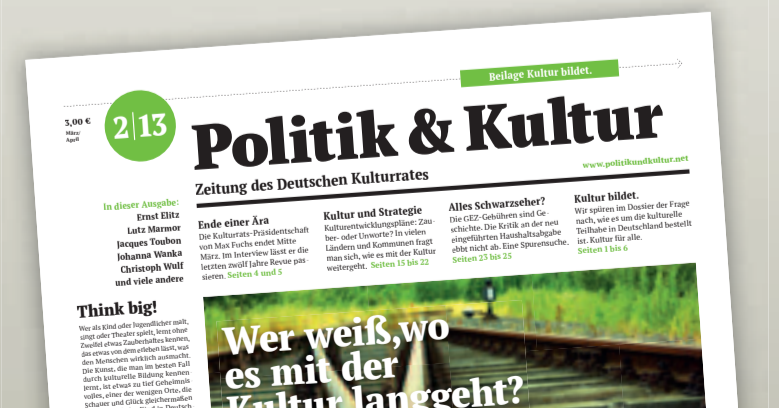 Beilage Kultur bildet.
3,00 €
März/
April
2|13
Politik & Kultur
Zeitung des Deutschen Kulturrates
www.politikundkultur.net
In dieser Ausgabe:
Ernst Elitz
Lutz Marmor
Jacques Toubon
Johanna Wanka
Christoph Wulf
und viele andere
Ende einer Ära
Die Kulturrats-Präsidentschaft
von Max Fuchs endet Mitte
März. Im Interview lässt er die
letzten zwölf Jahre Revue pas-
sieren. Seiten 4 und 5
Kultur und Strategie
Kulturentwicklungspläne: Zau-
ber- oder Unworte? In vielen
Ländern und Kommunen fragt
man sich, wie es mit der Kultur
weitergeht. Seiten 15 bis 22
Alles Schwarzseher?
Die GEZ-Gebühren sind Ge-
schichte. Die Kritik an der neu
eingeführten Haushaltsabgabe
ebbt nicht ab. Eine Spurensuche.
Seiten 23 bis 25
Kultur bildet.
Wir spüren im Dossier der Frage
nach, wie es um die kulturelle
Teilhabe in Deutschland bestellt
ist. Kultur für alle.
Seiten 1 bis 6
Think big!
Wer als Kind oder Jugendlicher malt,
singt oder Theater spielt, lernt ohne
Zweifel etwas Zauberhaftes kennen,
das etwas von dem erleben lässt, was
den Menschen wirklich ausmacht.
Die Kunst, die man im besten Fall
durch kulturelle Bildung kennen
lernt, ist etwas zu tief Geheimnis
volles, einer der wenigen Orte, die
Schauer und Glück gleichermaßen
Wer weiß,wo
es mit der
Kultur langgeht?